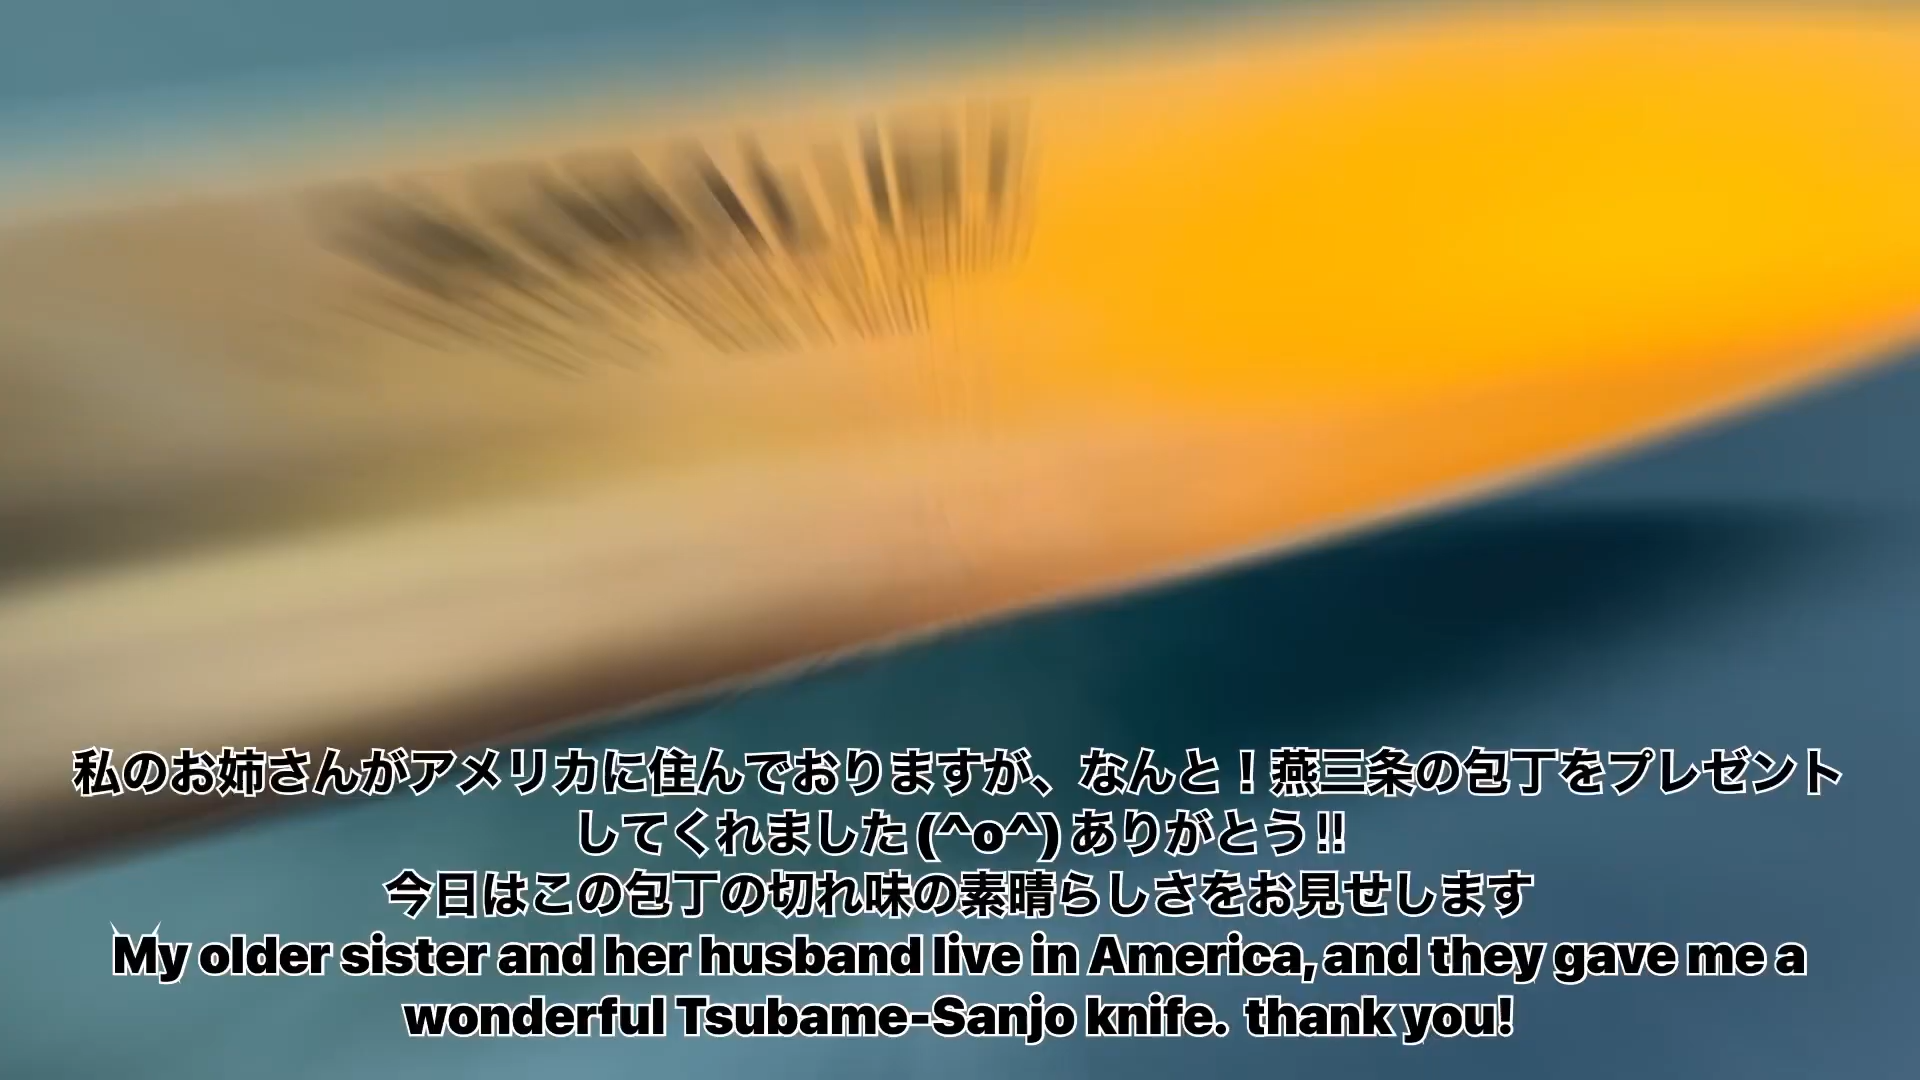 私のお姉さんがアメリカに住んでおりますが、なんと！燕三条の包丁をプレゼント
してくれました(^o^)ありがとう‼
今日はこの包丁の切れ味の素晴らしさをお見せします
My older sister and her husband live in America, and they gave me a
wonderful Tsubame-Sanjo knife. thank you!